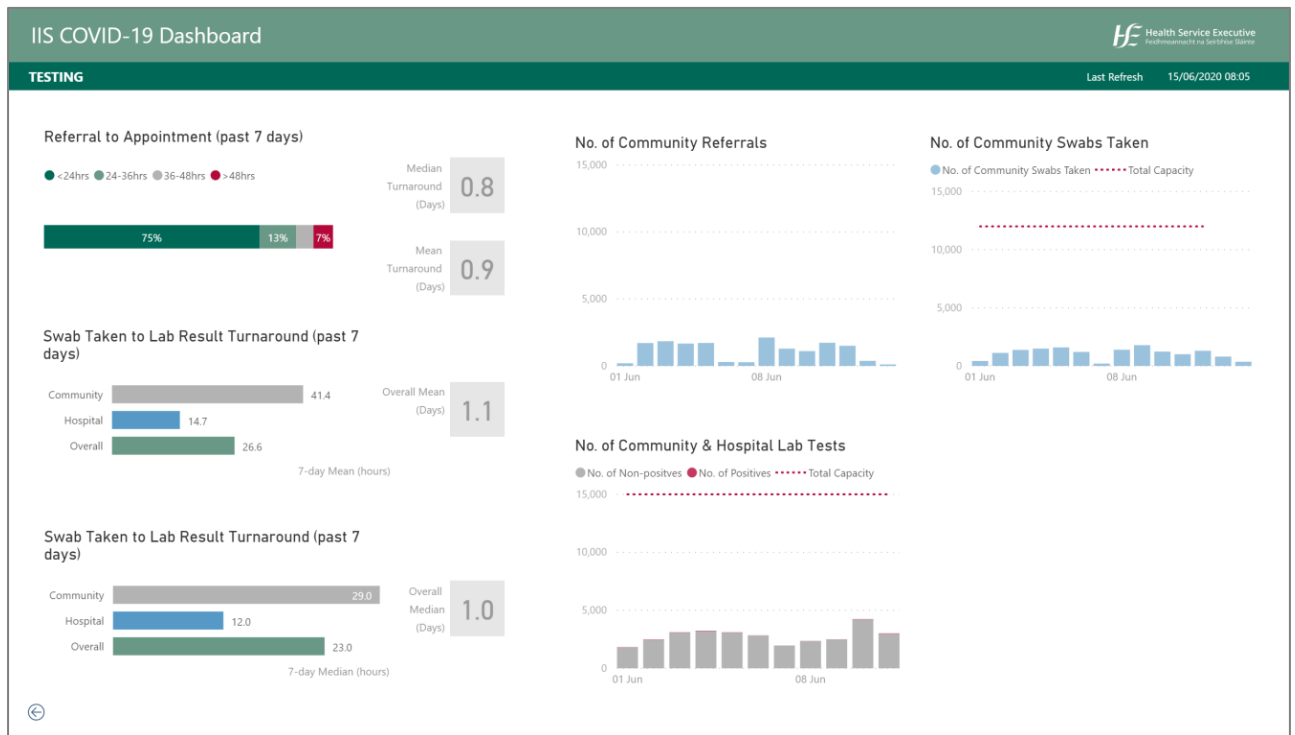 IIS COVID-19 Dashboard
Health Service Executive
Feidhmeannacht na Seirbhíse Sláinte
TESTING
Last Refresh 15/06/2020 08:05
Referral to Appointment (past 7 days)
<24hrs 24-36hrs 36-48hrs >48hrs
75% 13% 7%
Median
Turnaround
(Days)
0.8
Mean
Turnaround
(Days)
0.9
Swab Taken to Lab Result Turnaround (past 7
days)
Community 41.4
Hospital 14.7
Overall 26.6
7-day Mean (hours)
Overall Mean
(Days)
1.1
Swab Taken to Lab Result Turnaround (past 7
days)
Community 29.0
Hospital 12.0
Overall 23.0
7-day Median (hours)
Overall
Median
(Days)
1.0
No. of Community Referrals
15,000
10,000
5,000
0
01 Jun 08 Jun
No. of Community Swabs Taken
No. of Community Swabs Taken Total Capacity
15,000
10,000
5,000
0
01 Jun 08 Jun
No. of Community & Hospital Lab Tests
No. of Non-positves No. of Positives Total Capacity
15,000
10,000
5,000
0
01 Jun 08 Jun